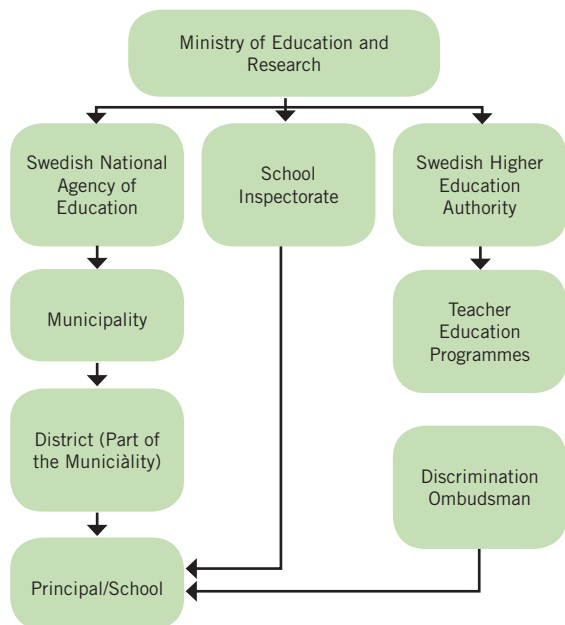 Ministry of Education and
Research
Swedish National
Agency of
Education
School
Inspectorate
Swedish Higher
Education
Authority
Municipality
Teacher
Education
Programmes
District (Part of
the Municiàlity)
Discrimination
Ombudsman
Principal/School